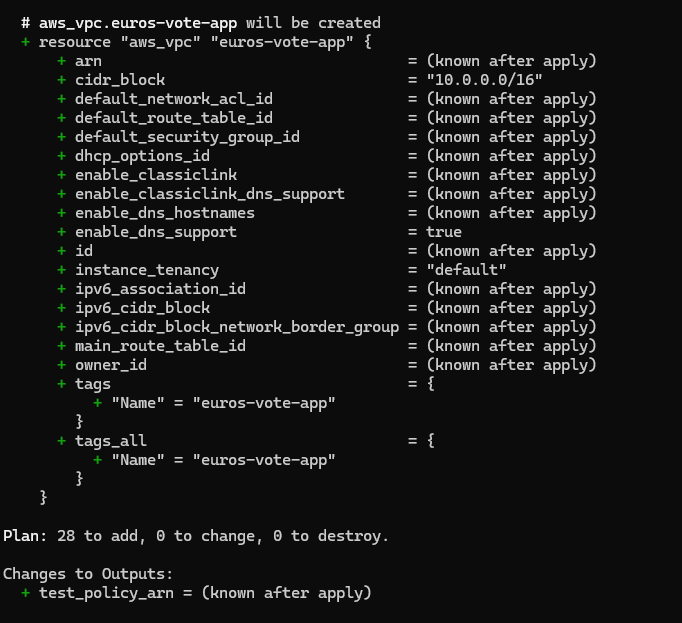 # aws_vpc.euros-vote-app will be created
+ resource "aws_vpc" "euros-vote-app" {
+ arn = (known after apply)
+ cidr_block = "10.0.0.0/16"
+ default_network_acl_id = (known after apply)
+ default_route_table_id = (known after apply)
+ default_security_group_id = (known after apply)
+ dhcp_options_id = (known after apply)
+ enable_classiclink = (known after apply)
+ enable_classiclink_dns_support = (known after apply)
+ enable_dns_hostnames = (known after apply)
+ enable_dns_support = true
+ id = (known after apply)
+ instance_tenancy = "default"
+ ipv6_association_id = (known after apply)
+ ipv6_cidr_block = (known after apply)
+ ipv6_cidr_block_network_border_group = (known after apply)
+ main_route_table_id = (known after apply)
+ owner_id = (known after apply)
+ tags = {
+ "Name" = "euros-vote-app"
}
+ tags_all = {
+ "Name" = "euros-vote-app"
}
}
Plan: 28 to add, 0 to change, 0 to destroy.
Changes to Outputs:
+ test_policy_arn = (known after apply)